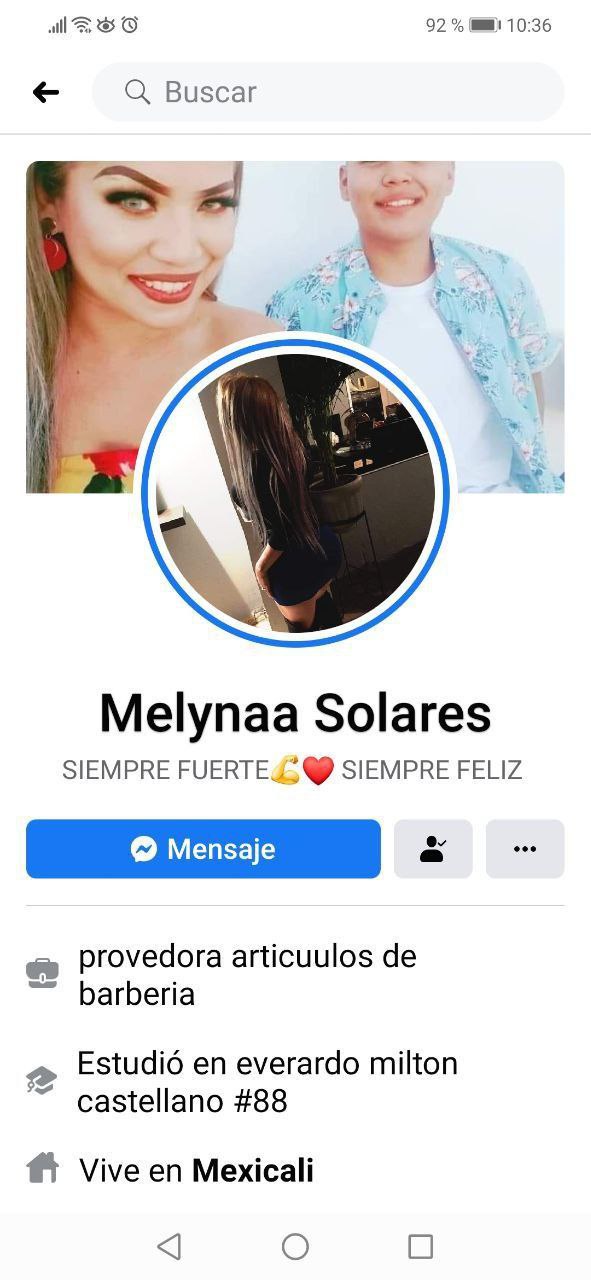 92 % 10:36
Buscar
Melynaa Solares
SIEMPRE FUERTE💪❤️ SIEMPRE FELIZ
Mensaje
provedora articuulos de
barberia
Estudió en everardo milton
castellano #88
Vive en Mexicali